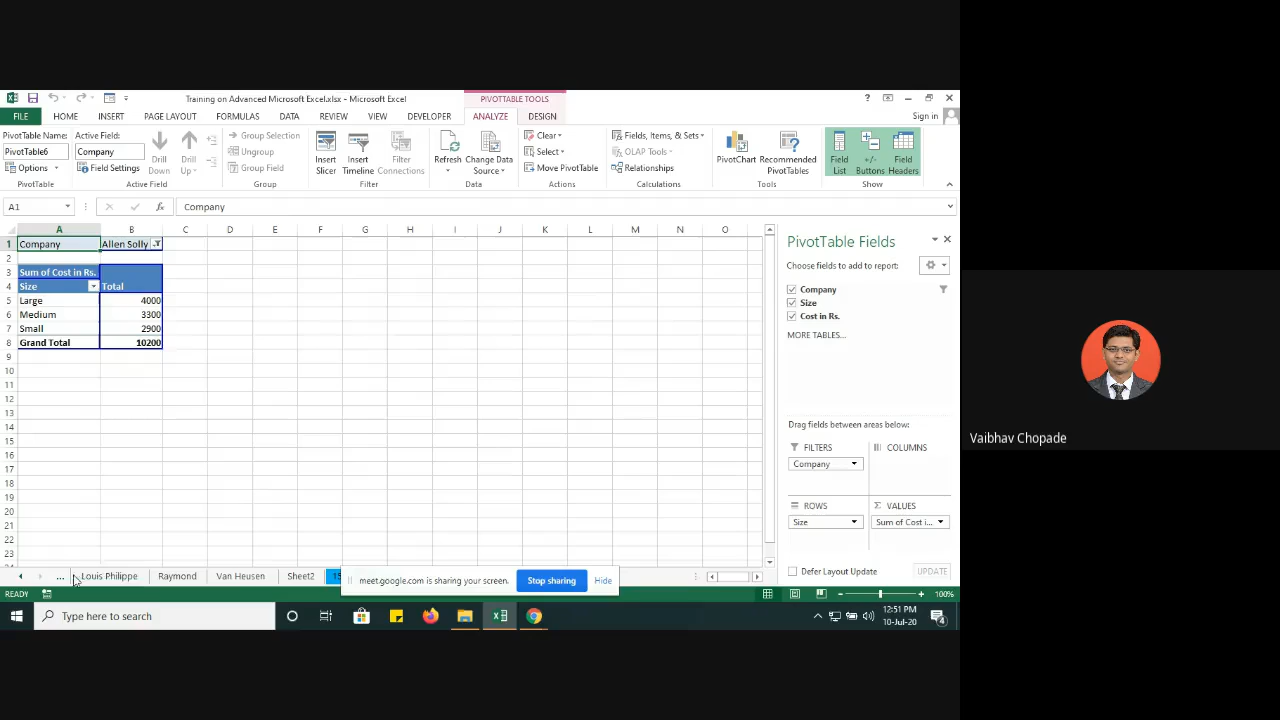 Training on Advanced Microsoft Excel.xlsx - Microsoft Excel
PIVOTTABLE TOOLS
?
FILE HOME INSERT PAGE LAYOUT FORMULAS DATA REVIEW VIEW DEVELOPER ANALYZE DESIGN
Sign in
PivotTable Name:
PivotTable6
Options
PivotTable
Active Field:
Company
Field Settings
Drill Down
Drill Up
Active Field
Group Selection
Ungroup
Group Field
Group
Insert Slicer
Insert Timeline
Filter Connections
Filter
Refresh
Change Data Source
Data
Clear
Select
Move PivotTable
Actions
Fields, Items, & Sets
OLAP Tools
Relationships
Calculations
PivotChart
Recommended PivotTables
Tools
Field List
+/- Buttons
Field Headers
Show
A1
fx
Company
A B C D E F G H I J K L M N O
1 Company Allen Solly
2
3 Sum of Cost in Rs.
4 Size Total
5 Large 4000
6 Medium 3300
7 Small 2900
8 Grand Total 10200
9
10
11
12
13
14
15
16
17
18
19
20
21
22
23
PivotTable Fields
Choose fields to add to report:
Company
Size
Cost in Rs.
MORE TABLES...
Drag fields between areas below:
FILTERS
Company
COLUMNS
ROWS
Size
Σ VALUES
Sum of Cost i...
Defer Layout Update
UPDATE
... Louis Philippe Raymond Van Heusen Sheet2
meet.google.com is sharing your screen. Stop sharing Hide
READY
100%
Type here to search
12:51 PM
10-Jul-20
4
Vaibhav Chopade